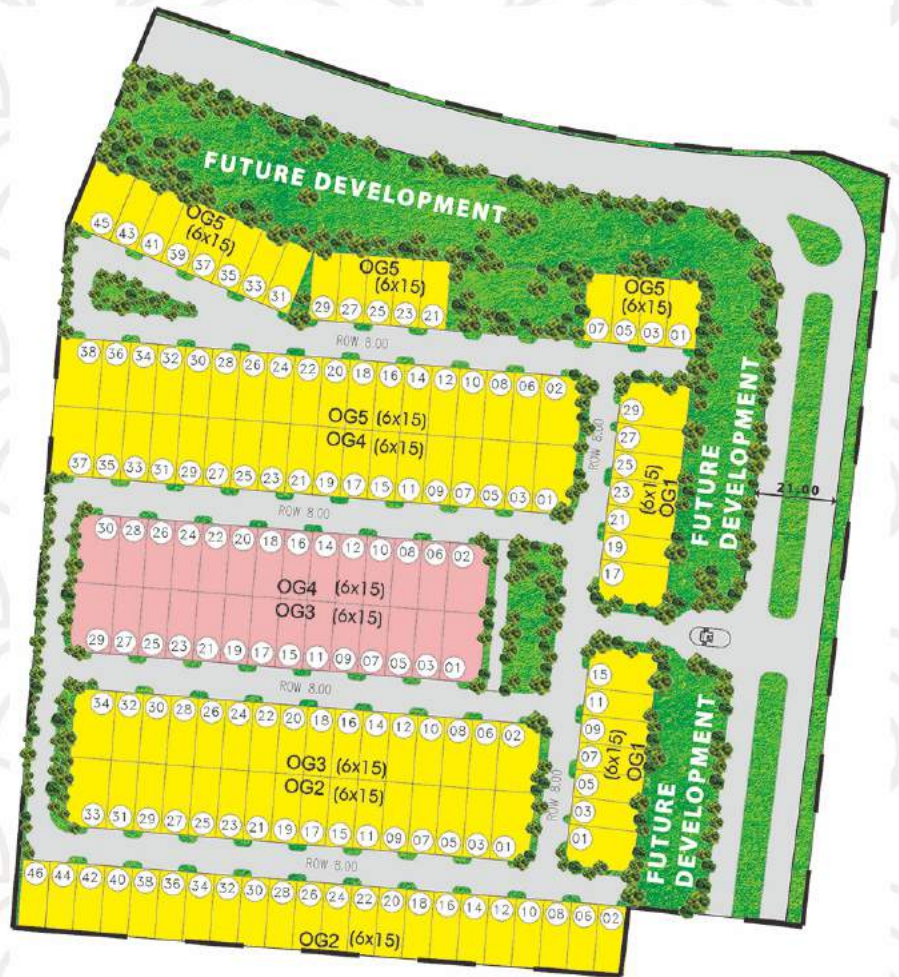 FUTURE DEVELOPMENT
OG5
(6x15)
45 43 41 39 37 35 33 31
OG5
(6x15)
29 27 25 23 21
OG5
(6x15)
07 05 03 01
ROW 8.00
38 36 34 32 30 28 26 24 22 20 18 16 14 12 10 08 06 02
OG5 (6x15)
OG4 (6x15)
37 35 33 31 29 27 25 23 21 19 17 15 11 09 07 05 03 01
ROW 8.00
ROW 8.00
29
27
25
23
21
19
17
(6x15)
OG1
FUTURE
DEVELOPMENT
21.00
30 28 26 24 22 20 18 16 14 12 10 08 06 02
OG4 (6x15)
OG3 (6x15)
29 27 25 23 21 19 17 15 11 09 07 05 03 01
ROW 8.00
34 32 30 28 26 24 22 20 18 16 14 12 10 08 06 02
OG3 (6x15)
OG2 (6x15)
33 31 29 27 25 23 21 19 17 15 11 09 07 05 03 01
ROW 8.00
ROW 8.00
15
11
09
07
05
03
01
(6x15)
OG1
FUTURE
DEVELOPMENT
46 44 42 40 38 36 34 32 30 28 26 24 22 20 18 16 14 12 10 08 06 02
OG2 (6x15)